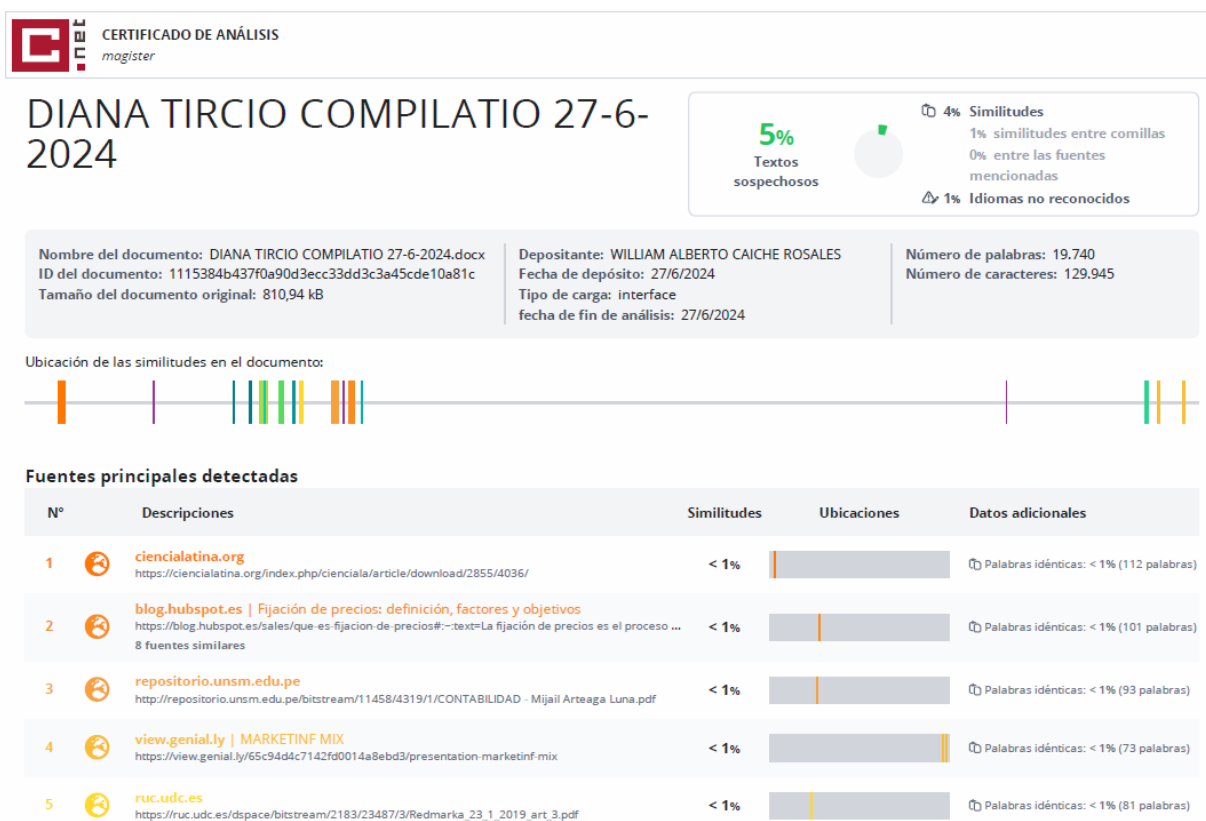 C
.net
CERTIFICADO DE ANÁLISIS
magister
DIANA TIRCIO COMPILATIO 27-6-
2024
5%
Textos
sospechosos
4% Similitudes
1% similitudes entre comillas
0% entre las fuentes
mencionadas
1% Idiomas no reconocidos
Nombre del documento: DIANA TIRCIO COMPILATIO 27-6-2024.docx
ID del documento: 1115384b437f0a90d3ecc33dd3c3a45cde10a81c
Tamaño del documento original: 810,94 kB
Depositante: WILLIAM ALBERTO CAICHE ROSALES
Fecha de depósito: 27/6/2024
Tipo de carga: interface
fecha de fin de análisis: 27/6/2024
Número de palabras: 19.740
Número de caracteres: 129.945
Ubicación de las similitudes en el documento:
Fuentes principales detectadas
N° Descripciones Similitudes Ubicaciones Datos adicionales
1 ciencialatina.org < 1% Palabras idénticas: < 1% (112 palabras)
https://ciencialatina.org/index.php/cienciala/article/download/2855/4036/
2 blog.hubspot.es | Fijación de precios: definición, factores y objetivos < 1% Palabras idénticas: < 1% (101 palabras)
https://blog.hubspot.es/sales/que-es-fijacion-de-precios#:~:text=La fijación de precios es el proceso ...
8 fuentes similares
3 repositorio.unsm.edu.pe < 1% Palabras idénticas: < 1% (93 palabras)
http://repositorio.unsm.edu.pe/bitstream/11458/4319/1/CONTABILIDAD - Mijail Arteaga Luna.pdf
4 view.genial.ly | MARKETINF MIX < 1% Palabras idénticas: < 1% (73 palabras)
https://view.genial.ly/65c94d4c7142fd0014a8ebd3/presentation-marketinf-mix
5 ruc.udc.es < 1% Palabras idénticas: < 1% (81 palabras)
https://ruc.udc.es/dspace/bitstream/2183/23487/3/Redmarka_23_1_2019_art_3.pdf